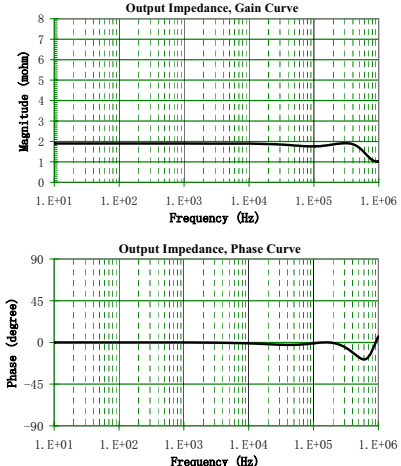 Output Impedance, Gain Curve
8
7
6
5
4
3
2
1
0
Magnitude (mohm)
1.E+01 1.E+02 1.E+03 1.E+04 1.E+05 1.E+06
Frequency (Hz)
Output Impedance, Phase Curve
90
45
0
-45
-90
Phase (degree)
1.E+01 1.E+02 1.E+03 1.E+04 1.E+05 1.E+06
Frequency (Hz)